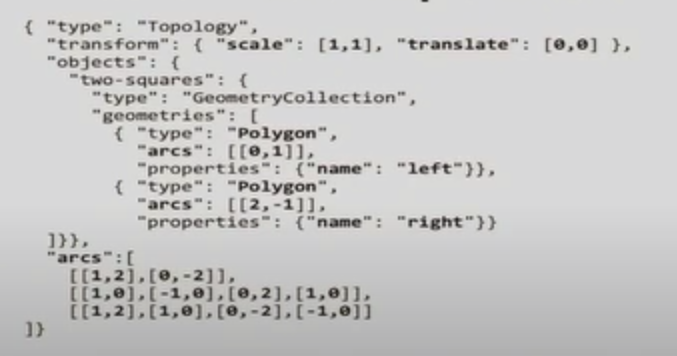 { "type": "Topology",
"transform": { "scale": [1,1], "translate": [0,0] },
"objects": {
"two-squares": {
"type": "GeometryCollection",
"geometries": [
{ "type": "Polygon",
"arcs": [[0,1]],
"properties": {"name": "left"}},
{ "type": "Polygon",
"arcs": [[2,-1]],
"properties": {"name": "right"}}
]}},
"arcs":[
[[1,2],[0,-2]],
[[1,0],[-1,0],[0,2],[1,0]],
[[1,2],[1,0],[0,-2],[-1,0]]
]}